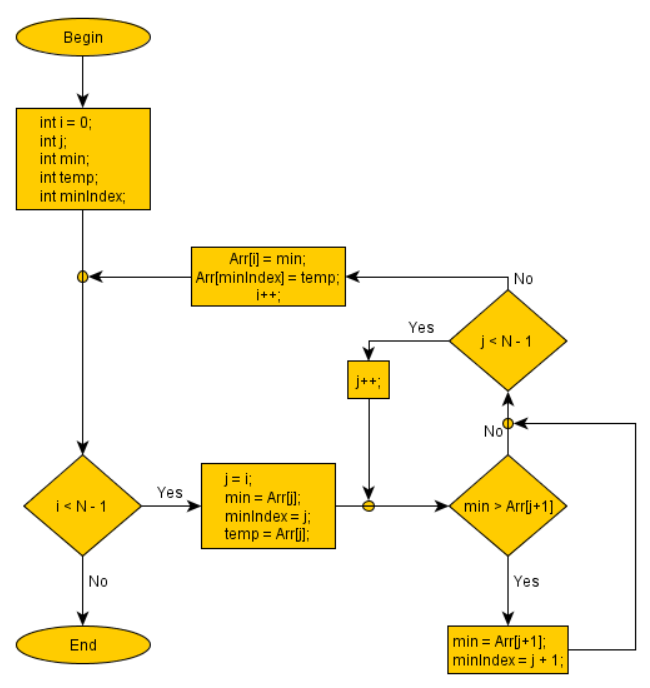 Begin
int i = 0;
int j;
int min;
int temp;
int minIndex;
Arr[i] = min;
Arr[minIndex] = temp;
i++;
No
j < N - 1
Yes
j++;
No
i < N - 1
Yes
j = i;
min = Arr[j];
minIndex = j;
temp = Arr[j];
min > Arr[j+1]
Yes
No
End
min = Arr[j+1];
minIndex = j + 1;